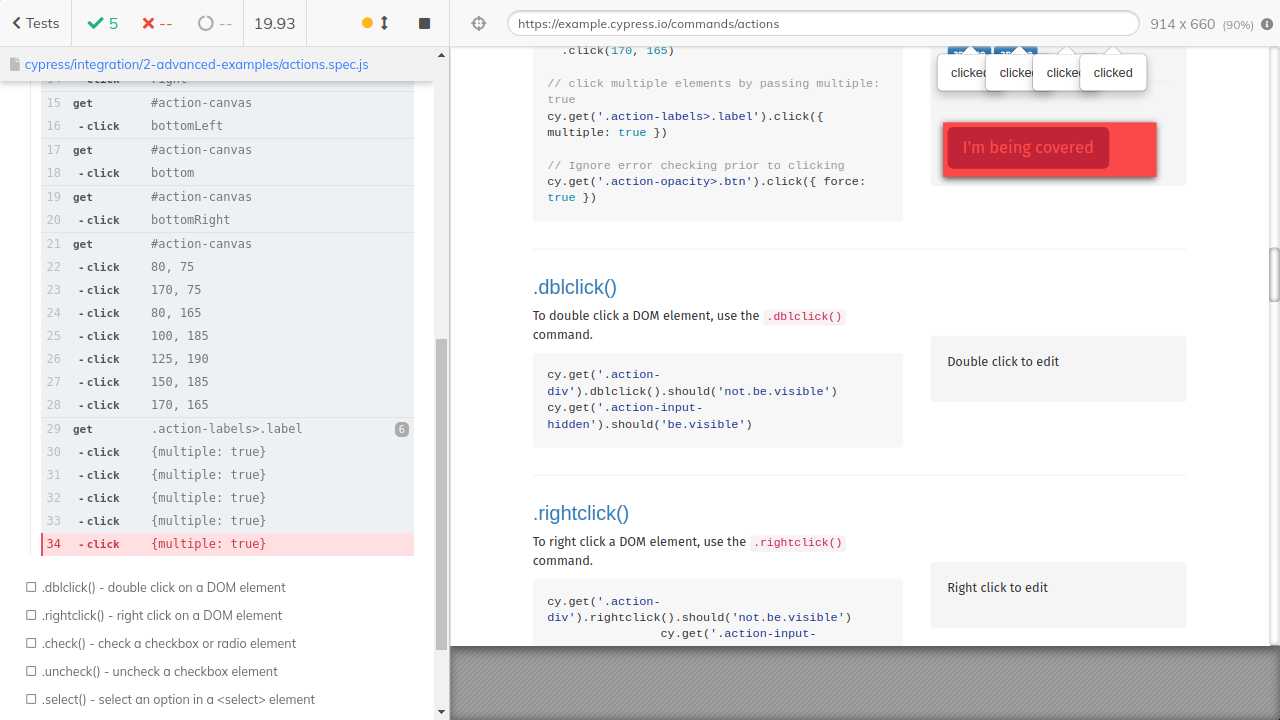 Tests
5
--
--
19.93
https://example.cypress.io/commands/actions
914 x 660 (90%)
cypress/integration/2-advanced-examples/actions.spec.js
14 -click right
15 get #action-canvas
16 -click bottomLeft
17 get #action-canvas
18 -click bottom
19 get #action-canvas
20 -click bottomRight
21 get #action-canvas
22 -click 80, 75
23 -click 170, 75
24 -click 80, 165
25 -click 100, 185
26 -click 125, 190
27 -click 150, 185
28 -click 170, 165
29 get .action-labels>.label 6
30 -click {multiple: true}
31 -click {multiple: true}
32 -click {multiple: true}
33 -click {multiple: true}
34 -click {multiple: true}
.dblclick() - double click on a DOM element
.rightclick() - right click on a DOM element
.check() - check a checkbox or radio element
.uncheck() - uncheck a checkbox element
.select() - select an option in a <select> element
.click(170, 165)
// click multiple elements by passing multiple:
true
cy.get('.action-labels>.label').click({
multiple: true })
// Ignore error checking prior to clicking
cy.get('.action-opacity>.btn').click({ force:
true })
clicked
clicked
clicked
clicked
I'm being covered
.dblclick()
To double click a DOM element, use the .dblclick()
command.
cy.get('.action-
div').dblclick().should('not.be.visible')
cy.get('.action-input-
hidden').should('be.visible')
Double click to edit
.rightclick()
To right click a DOM element, use the .rightclick()
command.
cy.get('.action-
div').rightclick().should('not.be.visible')
cy.get('.action-input-
Right click to edit